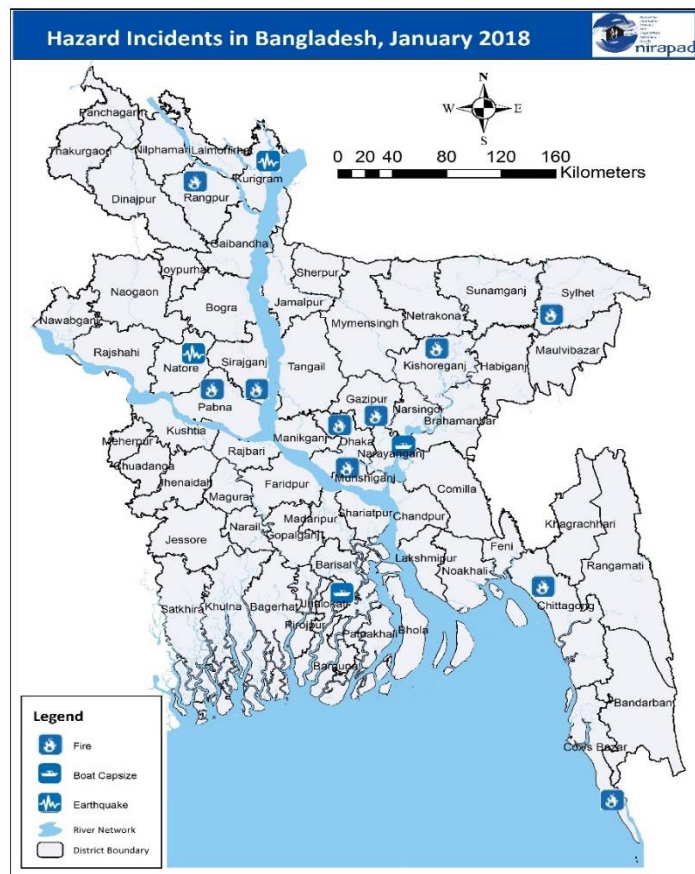 Hazard Incidents in Bangladesh, January 2018
nirapad
N
W E
S
0 20 40 80 120 160
Kilometers
Panchagarh
Thakurgaon
Nilphamari
Lalmonirhat
Kurigram
Dinajpur
Rangpur
Gaibandha
Joypurhat
Sherpur
Naogaon
Bogra
Jamalpur
Mymensingh
Netrakona
Sunamganj
Sylhet
Nawabganj
Rajshahi
Natore
Sirajganj
Tangail
Kishoreganj
Habiganj
Maulvibazar
Pabna
Gazipur
Narsingdi
Brahamanbar
Meherpur
Kushtia
Manikganj
Dhaka
Narayanganj
Chuadanga
Jhenaidah
Rajbari
Munshiganj
Magura
Faridpur
Comilla
Shariatpur
Chandpur
Khagrachhari
Jessore
Narail
Madaripur
Gopalganj
Rangamati
Barisal
Lakshmipur
Feni
Noakhali
Satkhira
Khulna
Bagerhat
Jhalokati
Chittagong
Pirojpur
Patuakhali
Bhola
Barguna
Bandarban
Coxs Bazar
Legend
Fire
Boat Capsize
Earthquake
River Network
District Boundary